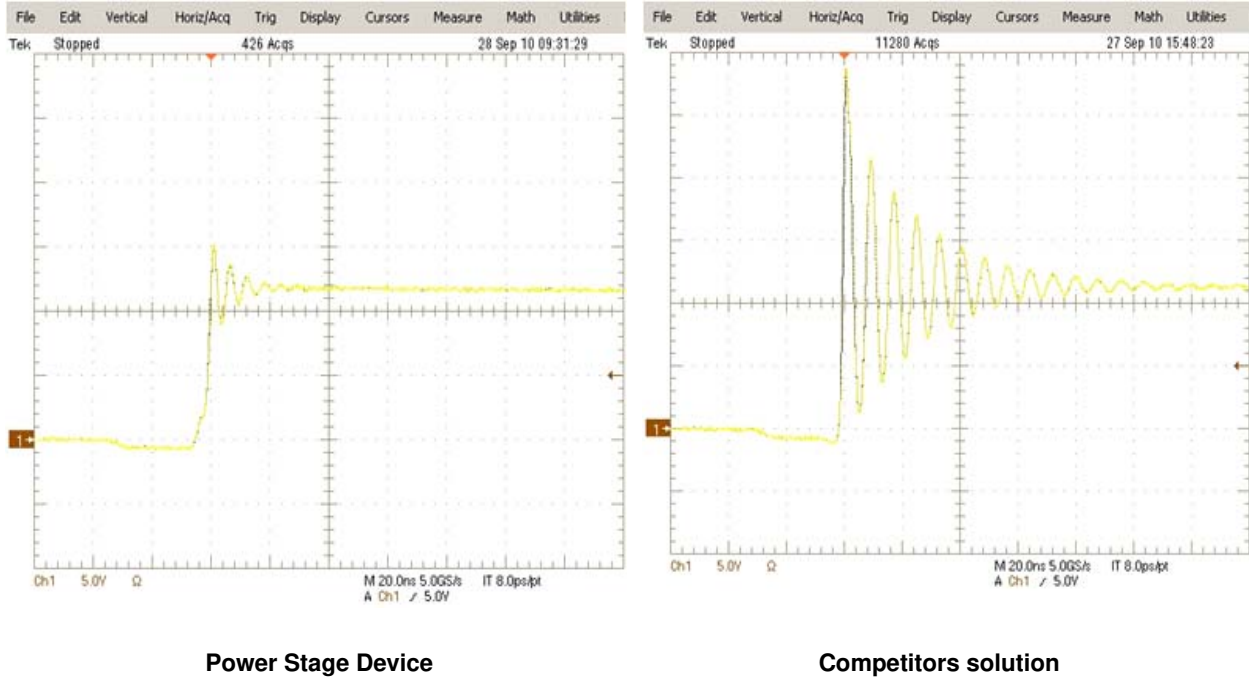 File Edit Vertical Horiz/Acq Trig Display Cursors Measure Math Utilities
Tek Stopped 426 Acqs 28 Sep 10 09:31:29
1
Ch1 5.0V Ω
M 20.0ns 5.0GS/s IT 8.0ps/pt
A Ch1 / 5.0V
Power Stage Device
File Edit Vertical Horiz/Acq Trig Display Cursors Measure Math Utilities
Tek Stopped 11280 Acqs 27 Sep 10 15:48:23
1
Ch1 5.0V Ω
M 20.0ns 5.0GS/s IT 8.0ps/pt
A Ch1 / 5.0V
Competitors solution